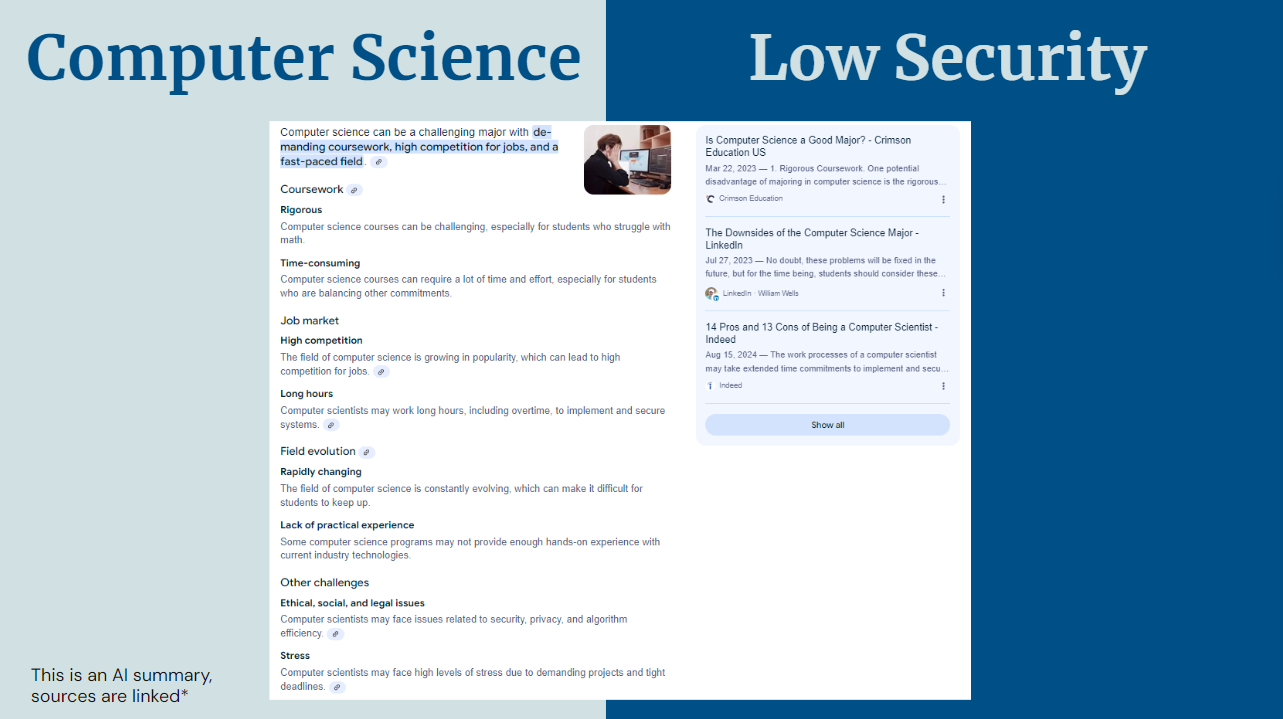 Computer Science
Low Security
Computer science can be a challenging major with de-
manding coursework, high competition for jobs, and a
fast-paced field.
Coursework
Rigorous
Computer science courses can be challenging, especially for students who struggle with
math.
Time-consuming
Computer science courses can require a lot of time and effort, especially for students
who are balancing other commitments.
Job market
High competition
The field of computer science is growing in popularity, which can lead to high
competition for jobs.
Long hours
Computer scientists may work long hours, including overtime, to implement and secure
systems.
Field evolution
Rapidly changing
The field of computer science is constantly evolving, which can make it difficult for
students to keep up.
Lack of practical experience
Some computer science programs may not provide enough hands-on experience with
current industry technologies.
Other challenges
Ethical, social, and legal issues
Computer scientists may face issues related to security, privacy, and algorithm
efficiency.
Stress
Computer scientists may face high levels of stress due to demanding projects and tight
deadlines.
Is Computer Science a Good Major? - Crimson
Education US
Mar 22, 2023 — 1. Rigorous Coursework. One potential
disadvantage of majoring in computer science is the rigorous...
Crimson Education
The Downsides of the Computer Science Major -
LinkedIn
Jul 27, 2023 — No doubt, these problems will be fixed in the
future, but for the time being, students should consider these...
LinkedIn · William Wells
14 Pros and 13 Cons of Being a Computer Scientist -
Indeed
Aug 15, 2024 — The work processes of a computer scientist
may take extended time commitments to implement and secu...
Indeed
Show all
This is an AI summary,
sources are linked*